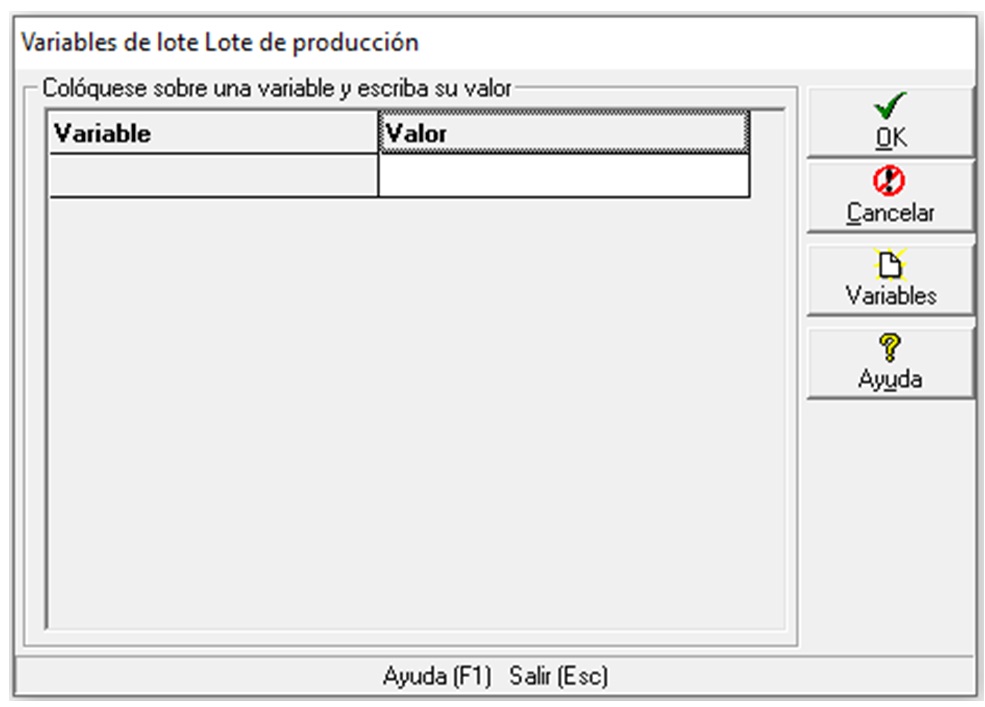 Variables de lote Lote de producción
Colóquese sobre una variable y escriba su valor
Variable Valor
OK
Cancelar
Variables
Ayuda
Ayuda (F1) Salir (Esc)